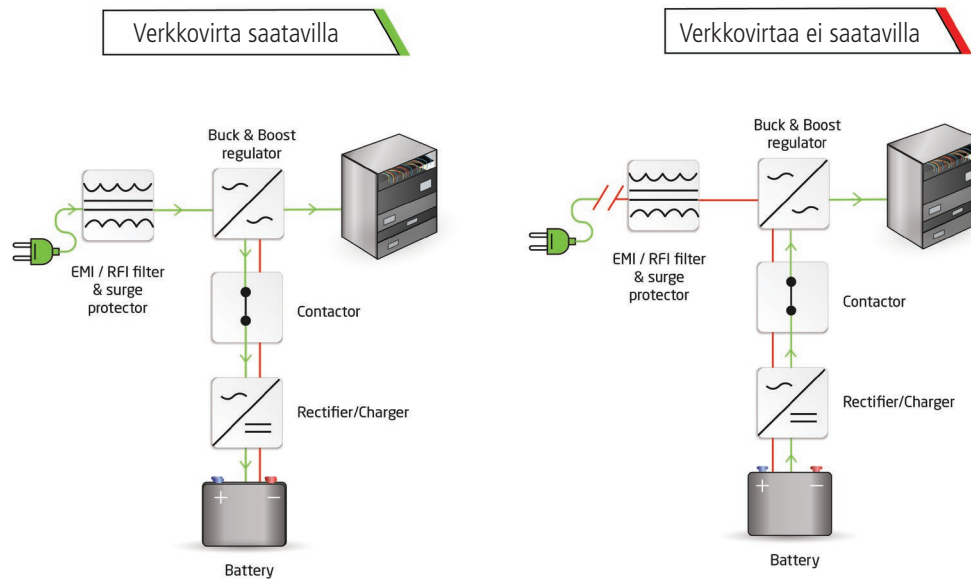 Verkkovirta saatavilla
Buck & Boost
regulator
EMI / RFI filter
& surge
protector
Contactor
Rectifier/Charger
+ −
Battery
Verkkovirtaa ei saatavilla
Buck & Boost
regulator
EMI / RFI filter
& surge
protector
Contactor
Rectifier/Charger
+ −
Battery